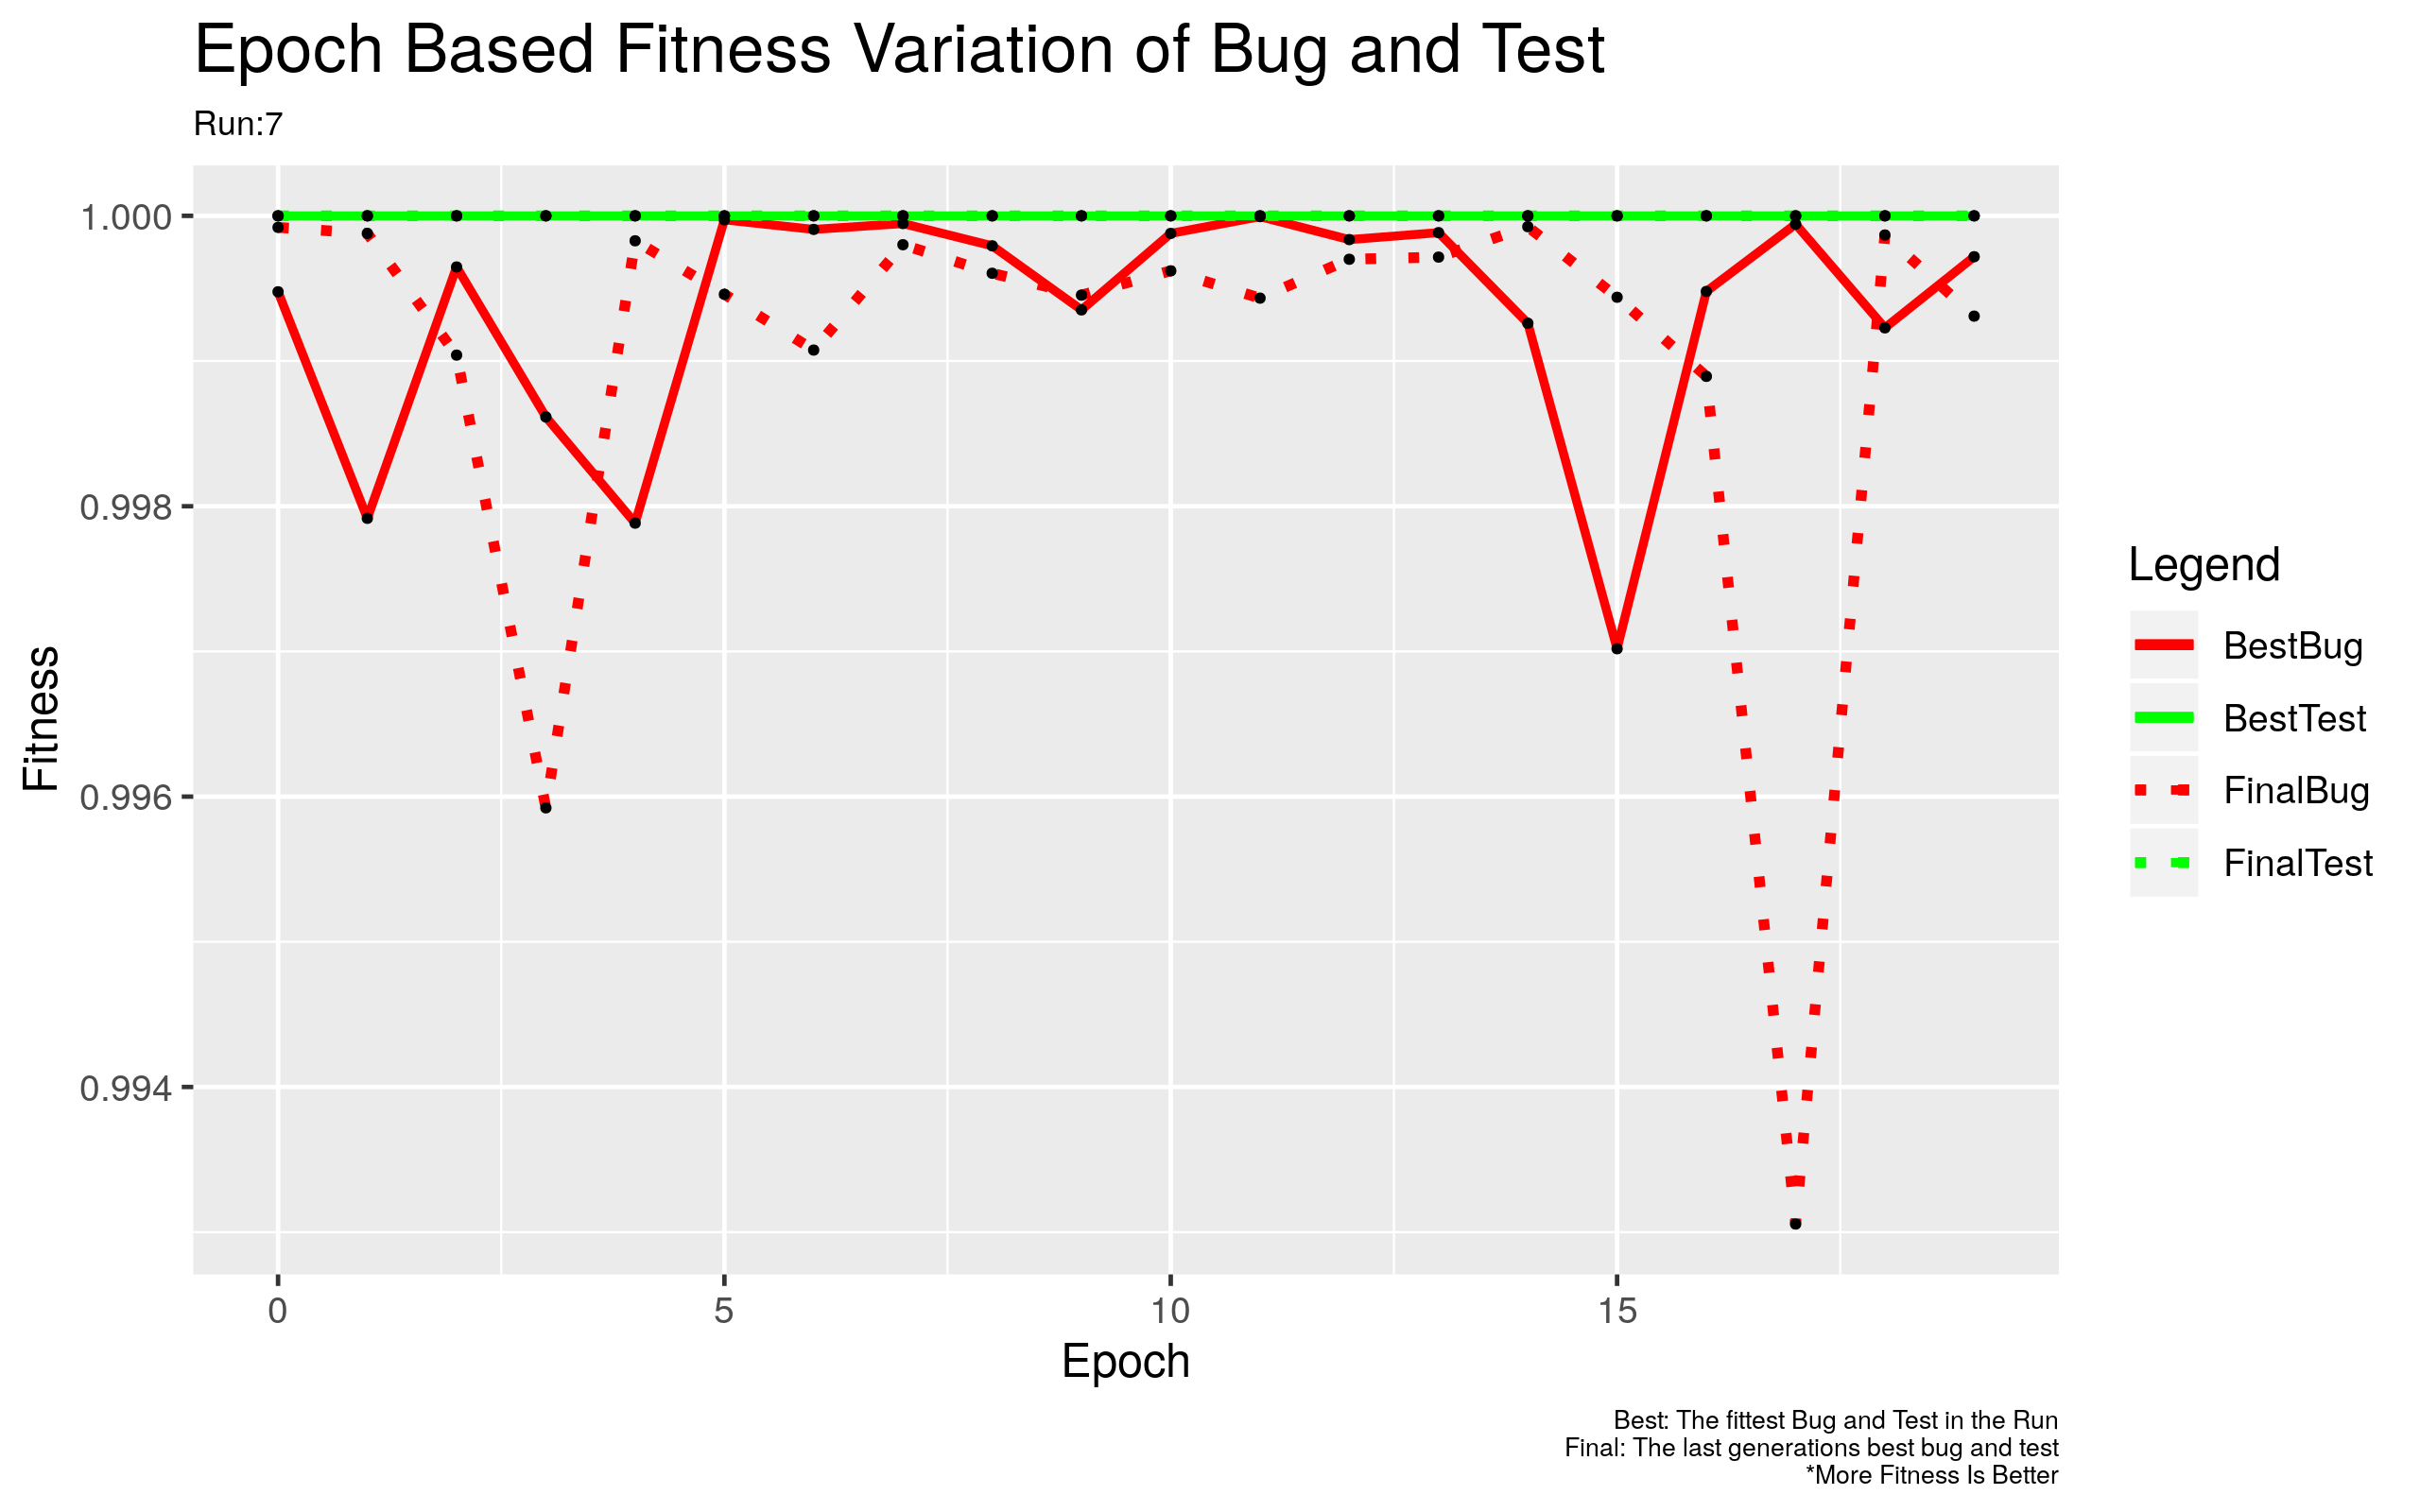 Epoch Based Fitness Variation of Bug and Test
Run:7
1.000
0.998
0.996
0.994
Fitness
0
5
10
15
Epoch
Legend
BestBug
BestTest
FinalBug
FinalTest
Best: The fittest Bug and Test in the Run
Final: The last generations best bug and test
*More Fitness Is Better